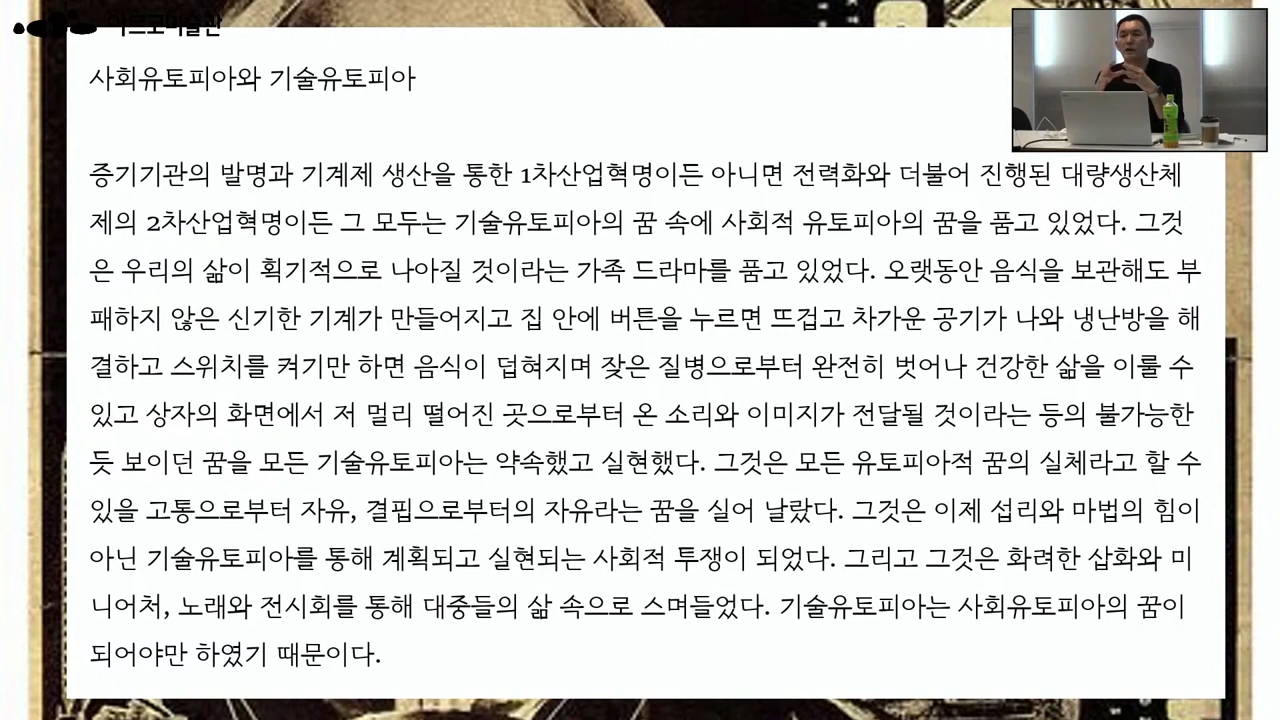 사회유토피아와 기술유토피아
증기기관의 발명과 기계제 생산을 통한 1차산업혁명이든 아니면 전력화와 더불어 진행된 대량생산체
제의 2차산업혁명이든 그 모두는 기술유토피아의 꿈 속에 사회적 유토피아의 꿈을 품고 있었다. 그것
은 우리의 삶이 획기적으로 나아질 것이라는 가족 드라마를 품고 있었다. 오랫동안 음식을 보관해도 부
패하지 않은 신기한 기계가 만들어지고 집 안에 버튼을 누르면 뜨겁고 차가운 공기가 나와 냉난방을 해
결하고 스위치를 켜기만 하면 음식이 덥혀지며 잦은 질병으로부터 완전히 벗어나 건강한 삶을 이룰 수
있고 상자의 화면에서 저 멀리 떨어진 곳으로부터 온 소리와 이미지가 전달될 것이라는 등의 불가능한
듯 보이던 꿈을 모든 기술유토피아는 약속했고 실현했다. 그것은 모든 유토피아적 꿈의 실체라고 할 수
있을 고통으로부터 자유, 결핍으로부터의 자유라는 꿈을 실어 날랐다. 그것은 이제 섭리와 마법의 힘이
아닌 기술유토피아를 통해 계획되고 실현되는 사회적 투쟁이 되었다. 그리고 그것은 화려한 삽화와 미
니어처, 노래와 전시회를 통해 대중들의 삶 속으로 스며들었다. 기술유토피아는 사회유토피아의 꿈이
되어야만 하였기 때문이다.